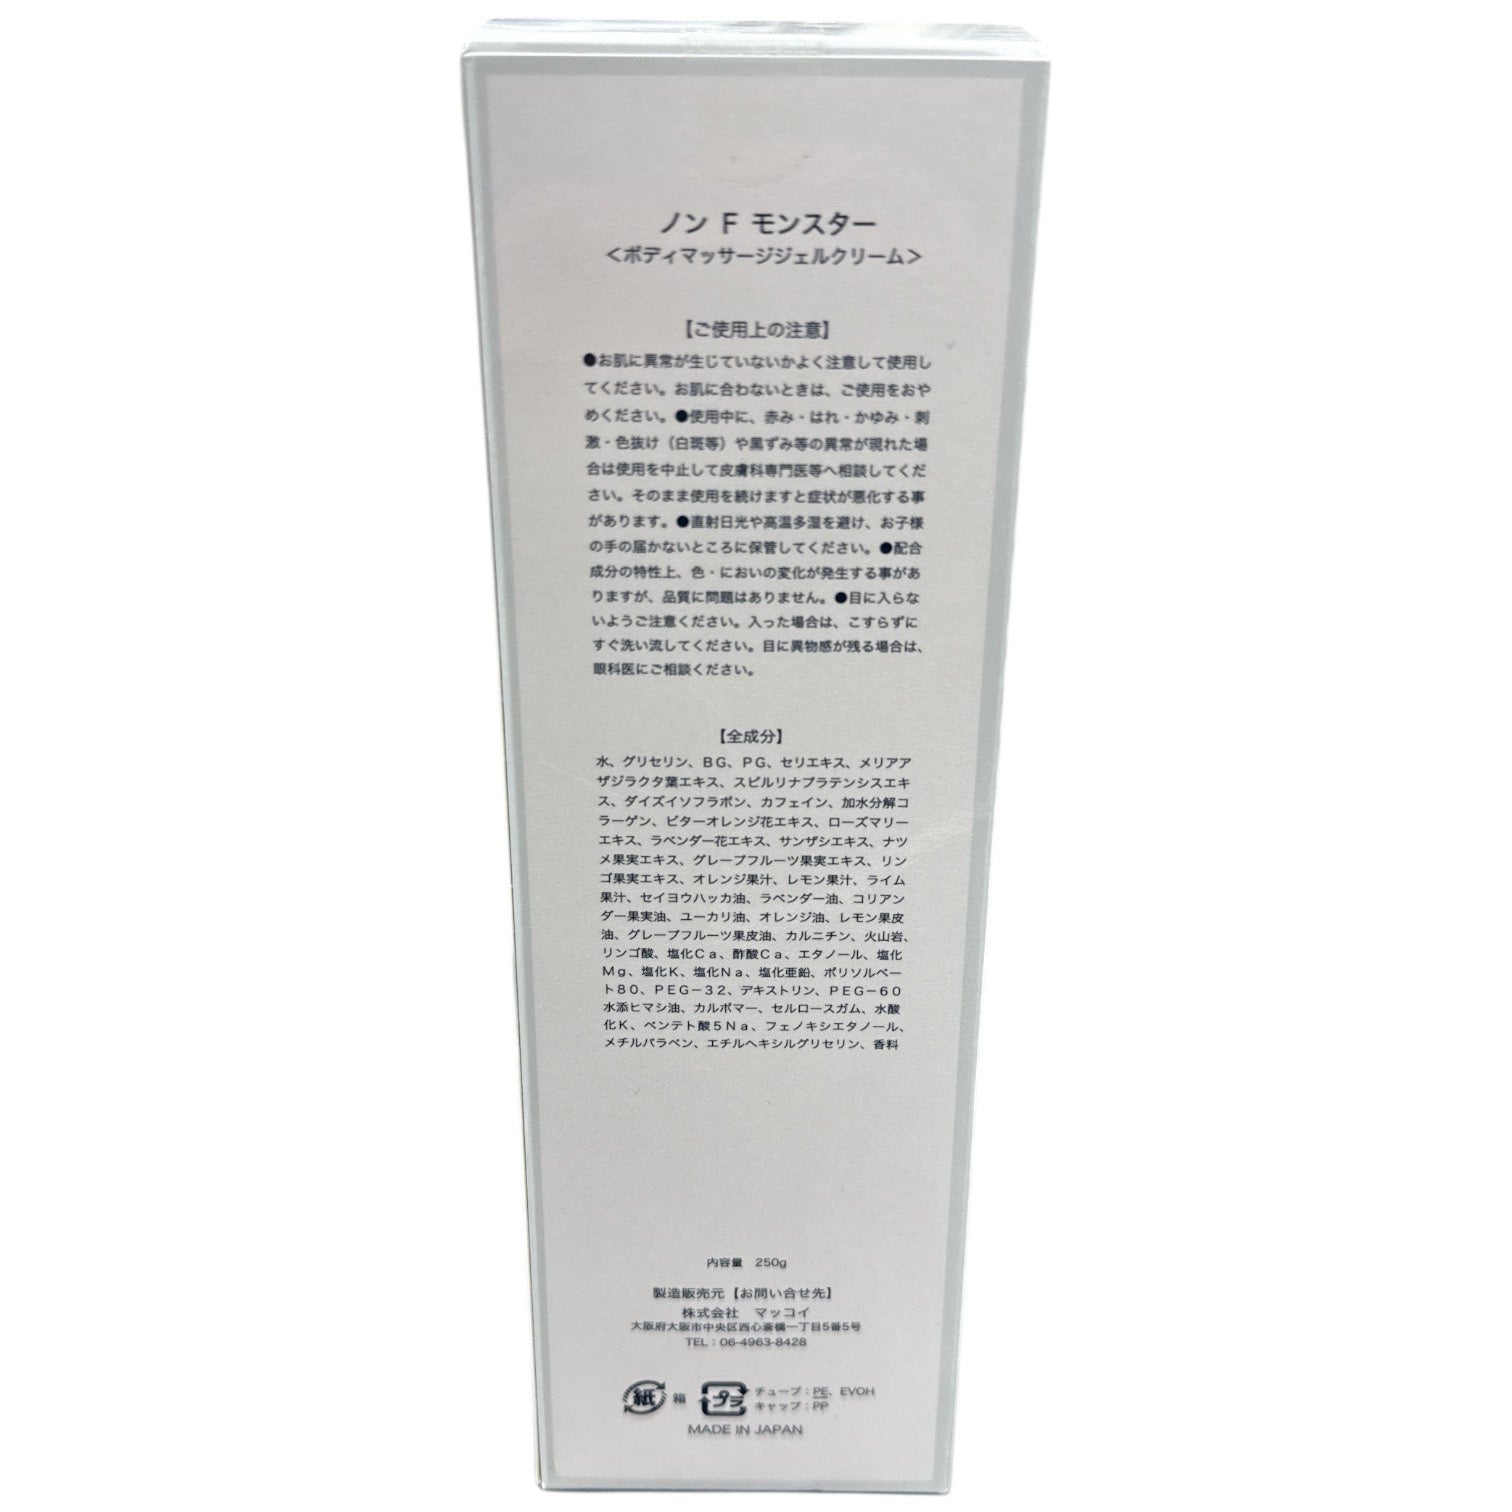 ノン F モンスター
<ボディマッサージジェルクリーム>
【ご使用上の注意】
●お肌に異常が生じていないかよく注意して使用し
てください。お肌に合わないときは、ご使用をおや
めください。●使用中に、赤み・はれ・かゆみ・刺
激・色抜け（白斑等）や黒ずみ等の異常が現れた場
合は使用を中止して皮膚科専門医等へ相談してくだ
さい。そのまま使用を続けますと症状が悪化する事
があります。●直射日光や高温多湿を避け、お子様
の手の届かないところに保管してください。●配合
成分の特性上、色・においの変化が発生する事があ
りますが、品質に問題はありません。●目に入らな
いようご注意ください。入った場合は、こすらずに
すぐ洗い流してください。目に異物感が残る場合は、
眼科医にご相談ください。
【全成分】
水、グリセリン、BG、PG、セリエキス、メリアア
ザジラクタ葉エキス、スピルリナプラテンシスエキ
ス、ダイズイソフラボン、カフェイン、加水分解コ
ラーゲン、ビターオレンジ花エキス、ローズマリー
エキス、ラベンダー花エキス、サンザシエキス、ナツ
メ果実エキス、グレープフルーツ果実エキス、リン
ゴ果実エキス、オレンジ果汁、レモン果汁、ライム
果汁、セイヨウハッカ油、ラベンダー油、コリアン
ダー果実油、ユーカリ油、オレンジ油、レモン果皮
油、グレープフルーツ果皮油、カルニチン、火山岩、
リンゴ酸、塩化Ca、酢酸Ca、エタノール、塩化
Mg、塩化K、塩化Na、塩化亜鉛、ポリソルベー
ト80、PEG-32、デキストリン、PEG-60
水添ヒマシ油、カルボマー、セルロースガム、水酸
化K、ペンテト酸5Na、フェノキシエタノール、
メチルパラベン、エチルヘキシルグリセリン、香料
内容量 250g
製造販売元【お問い合せ先】
株式会社 マッコイ
大阪府大阪市中央区西心斎橋一丁目5番5号
TEL：06-4963-8428
紙 箱 プラ チューブ：PE、EVOH
キャップ：PP
MADE IN JAPAN